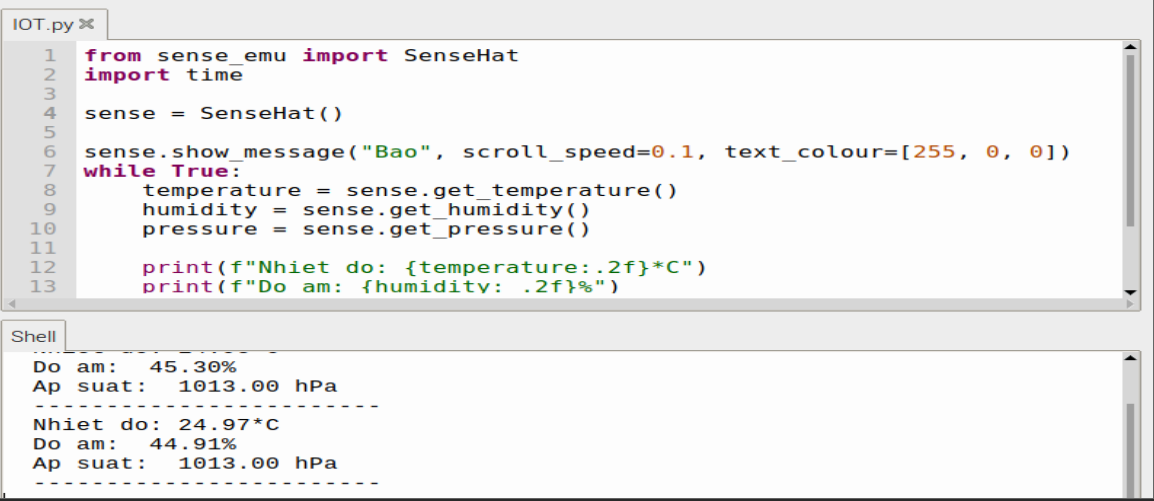 IOT.py
1 from sense_emu import SenseHat
2 import time
3
4 sense = SenseHat()
5
6 sense.show_message("Bao", scroll_speed=0.1, text_colour=[255, 0, 0])
7 while True:
8     temperature = sense.get_temperature()
9     humidity = sense.get_humidity()
10     pressure = sense.get_pressure()
11
12     print(f"Nhiet do: {temperature:.2f}*C")
13     print(f"Do am: {humidity: .2f}%")
Shell
Do am:  45.30%
Ap suat:  1013.00 hPa
------------------------
Nhiet do: 24.97*C
Do am:  44.91%
Ap suat:  1013.00 hPa
------------------------